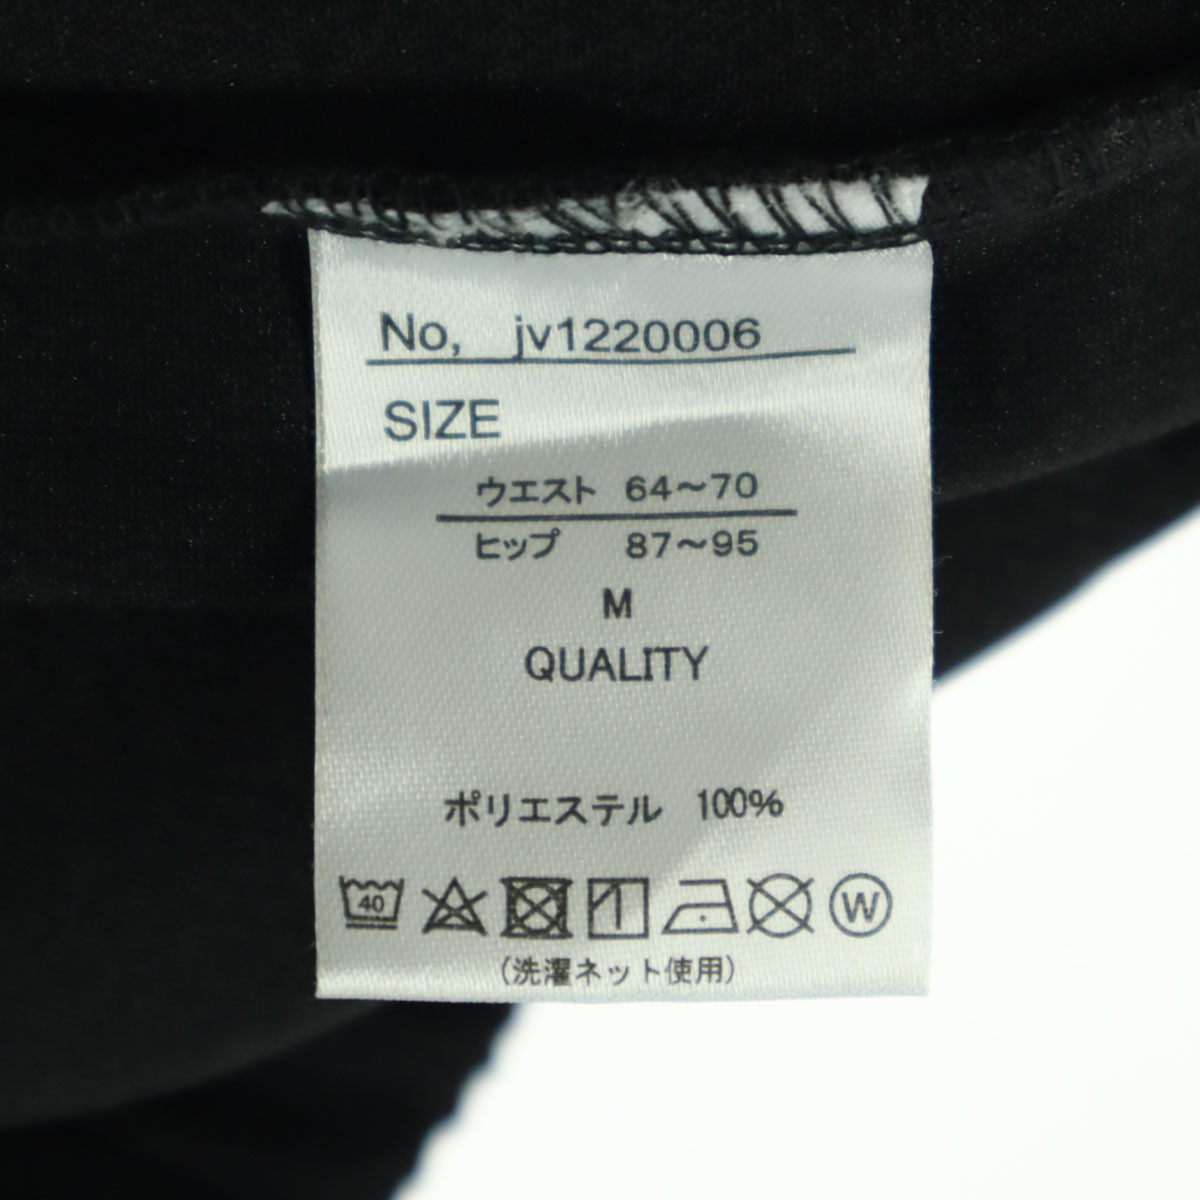 No, jv1220006
SIZE
ウエスト 64～70
ヒップ 87～95
M
QUALITY
ポリエステル 100%
40 W
（洗濯ネット使用）